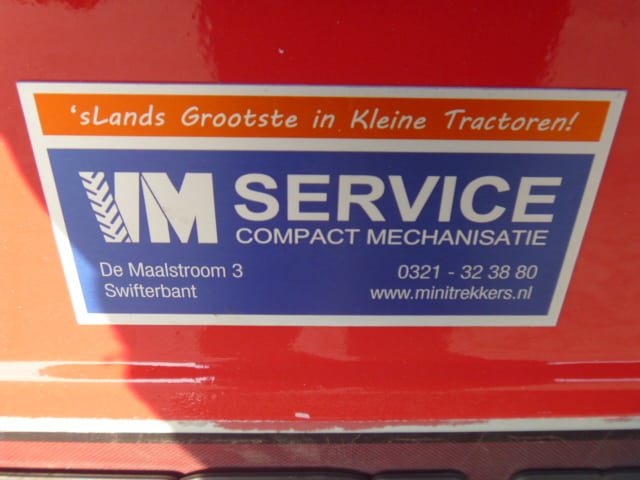 'sLands Grootste in Kleine Tractoren!
VM SERVICE
COMPACT MECHANISATIE
De Maalstroom 3
0321 - 32 38 80
Swifterbant
www.minitrekkers.nl